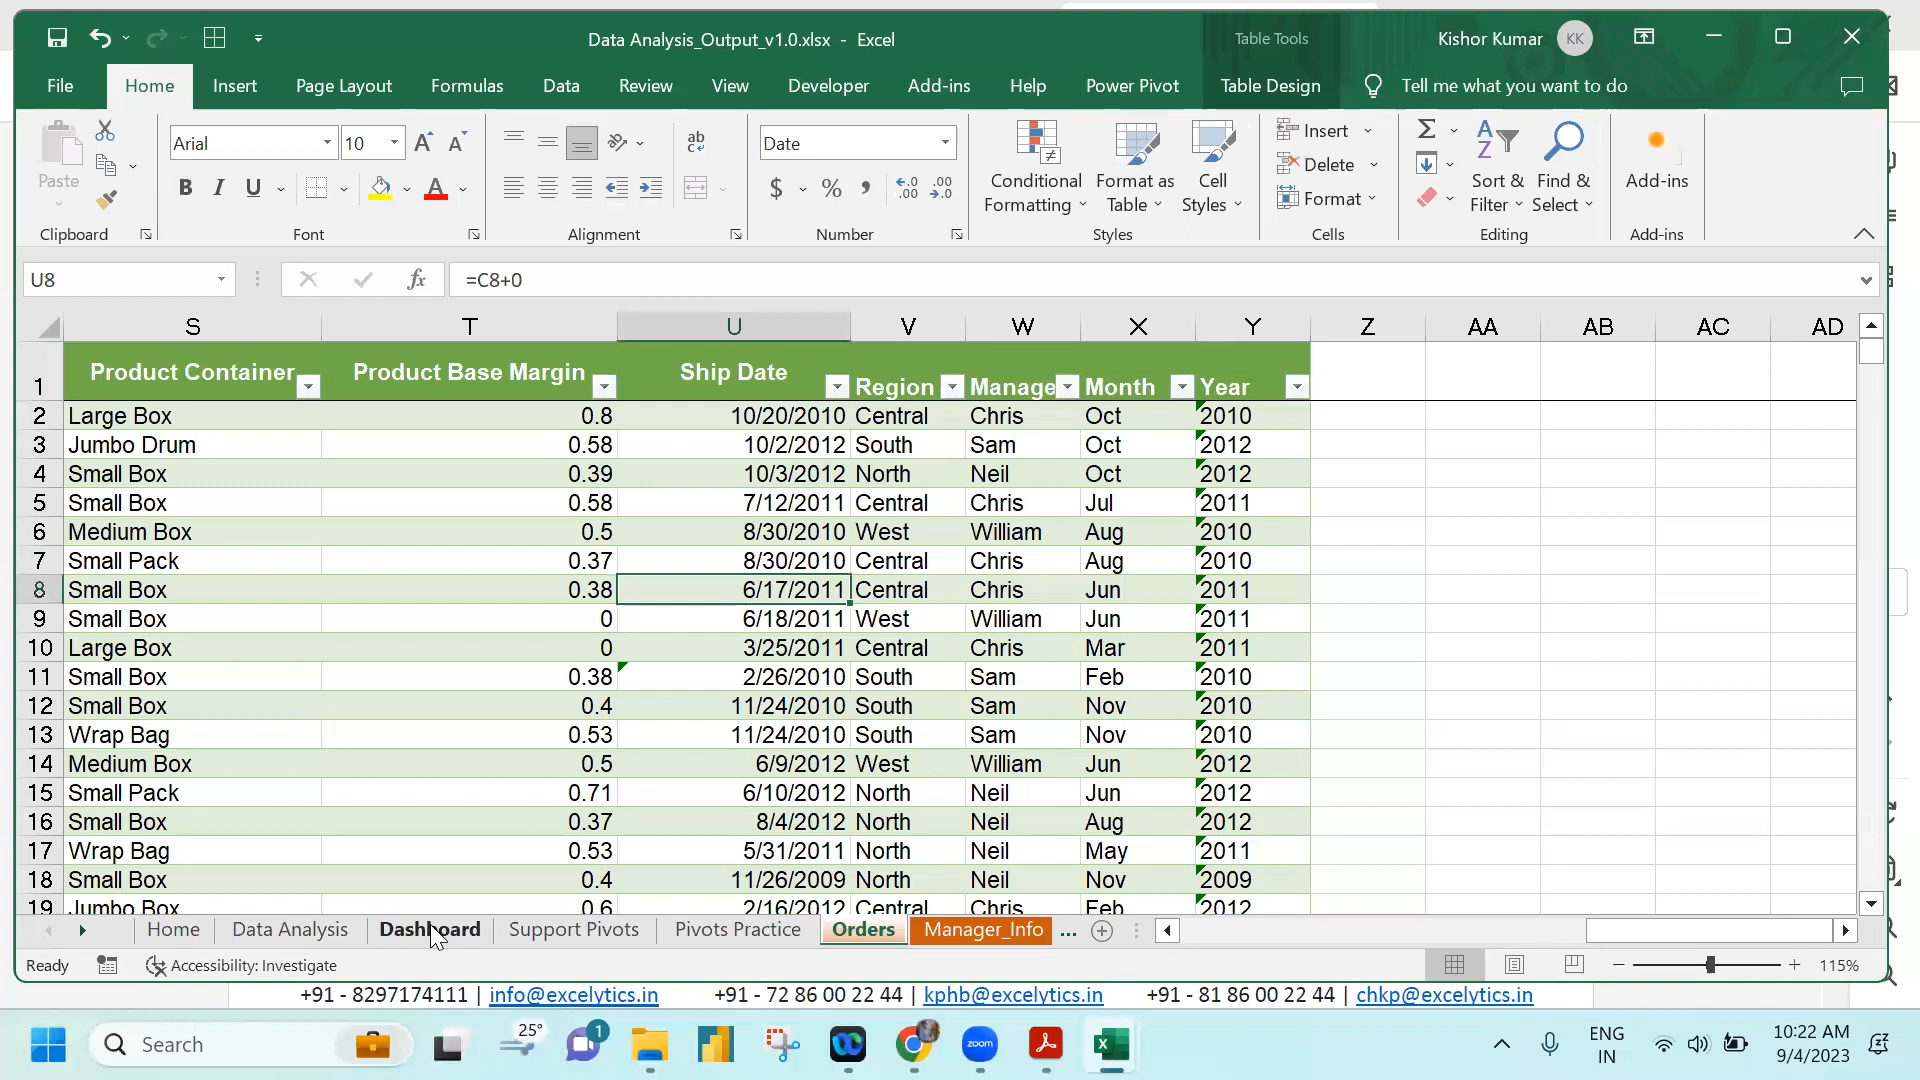 Data Analysis_Output_v1.0.xlsx - Excel
Table Tools
Kishor Kumar
KK
File Home Insert Page Layout Formulas Data Review View Developer Add-ins Help Power Pivot Table Design Tell me what you want to do
Paste
Clipboard
Arial 10
B I U
Font
Alignment
Date
$ % ,
Number
Conditional Formatting
Format as Table
Cell Styles
Styles
Insert
Delete
Format
Cells
Sort & Filter
Find & Select
Editing
Add-ins
Add-ins
U8 fx =C8+0
S T U V W X Y Z AA AB AC AD
1 Product Container Product Base Margin Ship Date Region Manage Month Year
2 Large Box 0.8 10/20/2010 Central Chris Oct 2010
3 Jumbo Drum 0.58 10/2/2012 South Sam Oct 2012
4 Small Box 0.39 10/3/2012 North Neil Oct 2012
5 Small Box 0.58 7/12/2011 Central Chris Jul 2011
6 Medium Box 0.5 8/30/2010 West William Aug 2010
7 Small Pack 0.37 8/30/2010 Central Chris Aug 2010
8 Small Box 0.38 6/17/2011 Central Chris Jun 2011
9 Small Box 0 6/18/2011 West William Jun 2011
10 Large Box 0 3/25/2011 Central Chris Mar 2011
11 Small Box 0.38 2/26/2010 South Sam Feb 2010
12 Small Box 0.4 11/24/2010 South Sam Nov 2010
13 Wrap Bag 0.53 11/24/2010 South Sam Nov 2010
14 Medium Box 0.5 6/9/2012 West William Jun 2012
15 Small Pack 0.71 6/10/2012 North Neil Jun 2012
16 Small Box 0.37 8/4/2012 North Neil Aug 2012
17 Wrap Bag 0.53 5/31/2011 North Neil May 2011
18 Small Box 0.4 11/26/2009 North Neil Nov 2009
19 Jumbo Box 0.6 2/16/2012 Central Chris Feb 2012
Home Data Analysis Dashboard Support Pivots Pivots Practice Orders Manager_Info ...
Ready Accessibility: Investigate 115%
+91 - 8297174111 | info@excelytics.in +91 - 72 86 00 22 44 | kphb@excelytics.in +91 - 81 86 00 22 44 | chkp@excelytics.in
Search 25° 1 zoom ENG IN 10:22 AM 9/4/2023